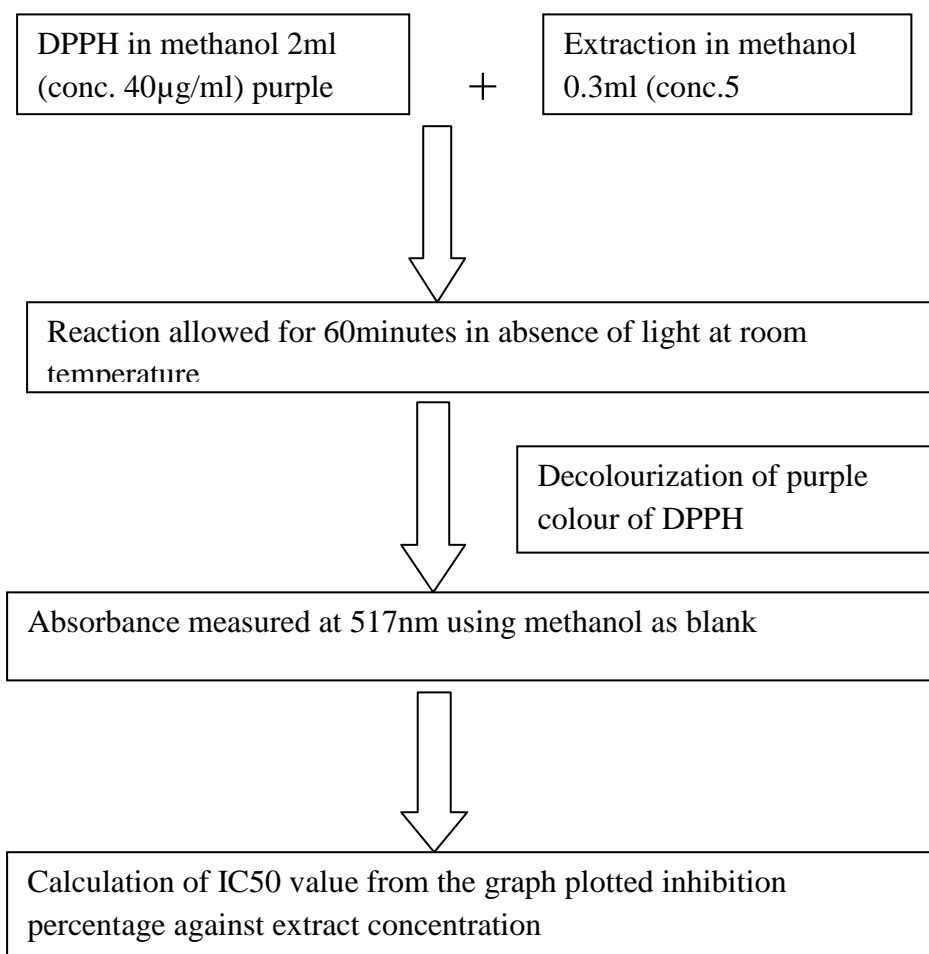 DPPH in methanol 2ml
(conc. 40µg/ml) purple
+
Extraction in methanol
0.3ml (conc.5
Reaction allowed for 60minutes in absence of light at room
temperature
Decolourization of purple
colour of DPPH
Absorbance measured at 517nm using methanol as blank
Calculation of IC50 value from the graph plotted inhibition
percentage against extract concentration